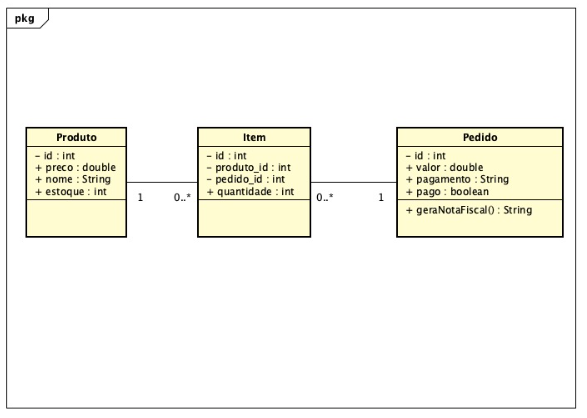 pkg
Produto
- id : int
+ preco : double
+ nome : String
+ estoque : int
1
0..*
Item
- id : int
- produto_id : int
- pedido_id : int
+ quantidade : int
0..*
1
Pedido
- id : int
+ valor : double
+ pagamento : String
+ pago : boolean
+ geraNotaFiscal() : String